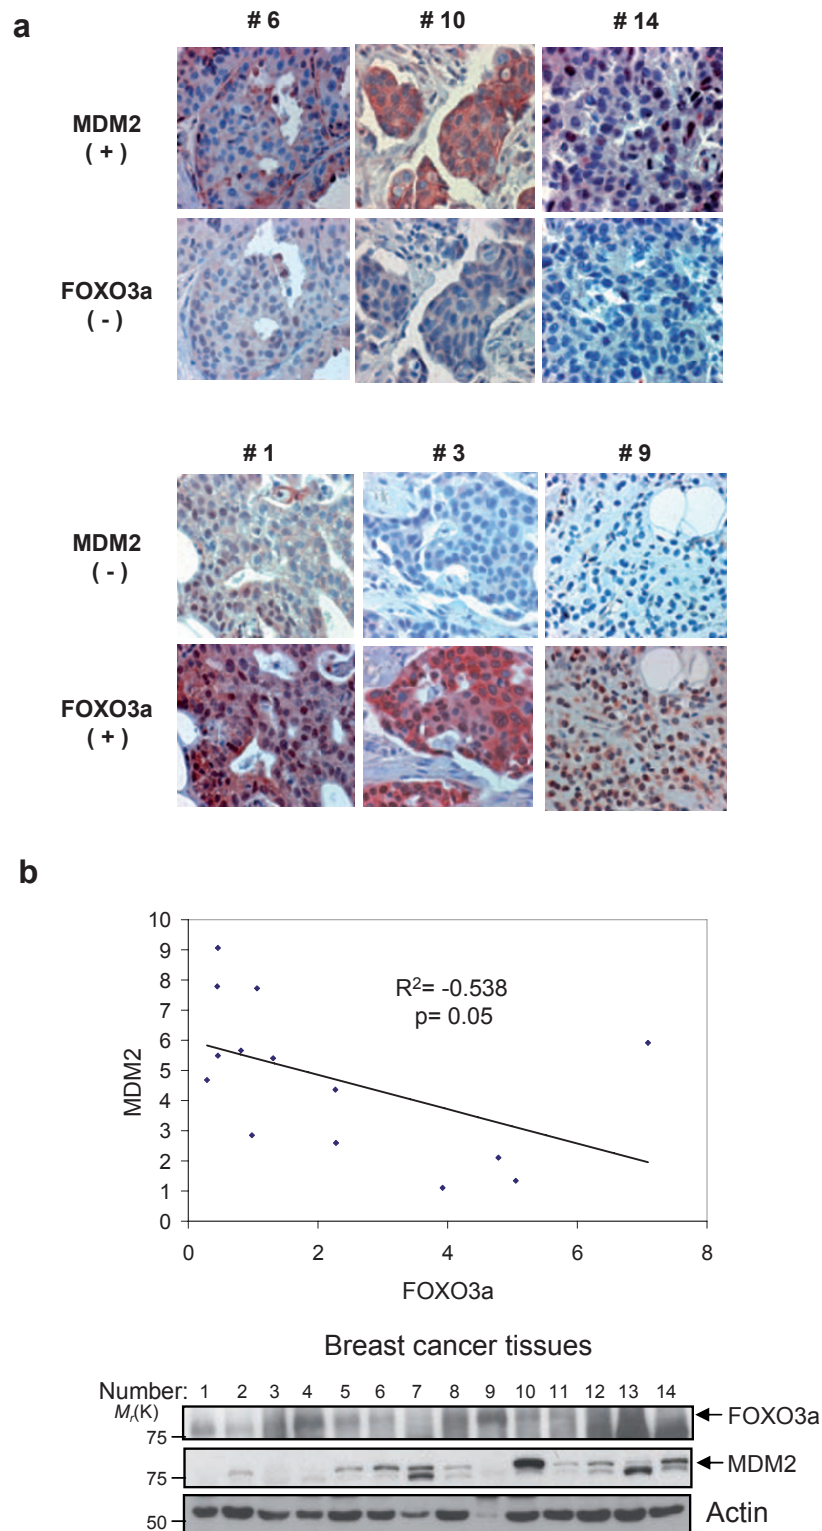 a
# 6 # 10 # 14
MDM2
( + )
FOXO3a
( - )
# 1 # 3 # 9
MDM2
( - )
FOXO3a
( + )
b
10
9
8
7
6
5
4
3
2
1
0
MDM2
R²= -0.538
p= 0.05
0 2 4 6 8
FOXO3a
Breast cancer tissues
Number: 1 2 3 4 5 6 7 8 9 10 11 12 13 14
Mr(K)
75
FOXO3a
75
MDM2
50
Actin